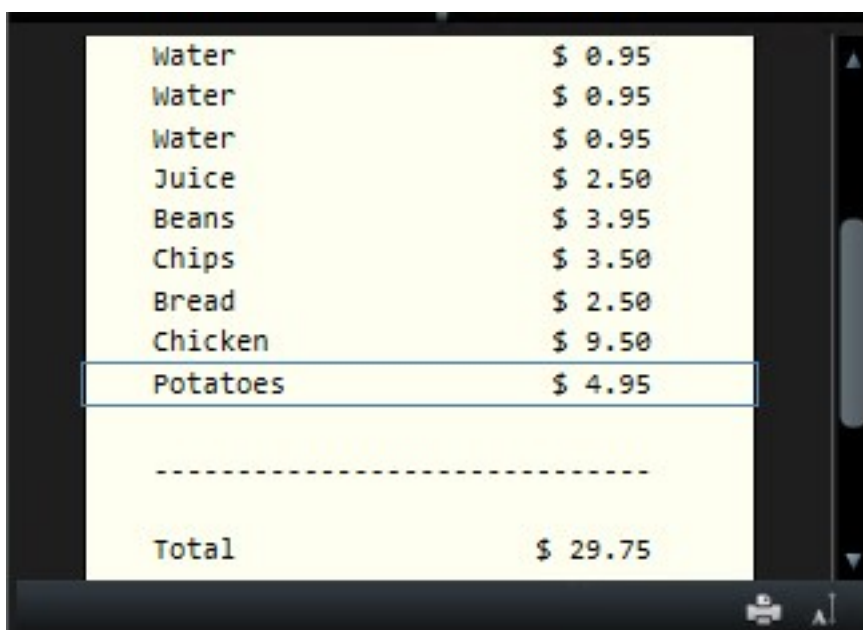 Water $ 0.95
Water $ 0.95
Water $ 0.95
Juice $ 2.50
Beans $ 3.95
Chips $ 3.50
Bread $ 2.50
Chicken $ 9.50
Potatoes $ 4.95
------------------------------
Total $ 29.75
A